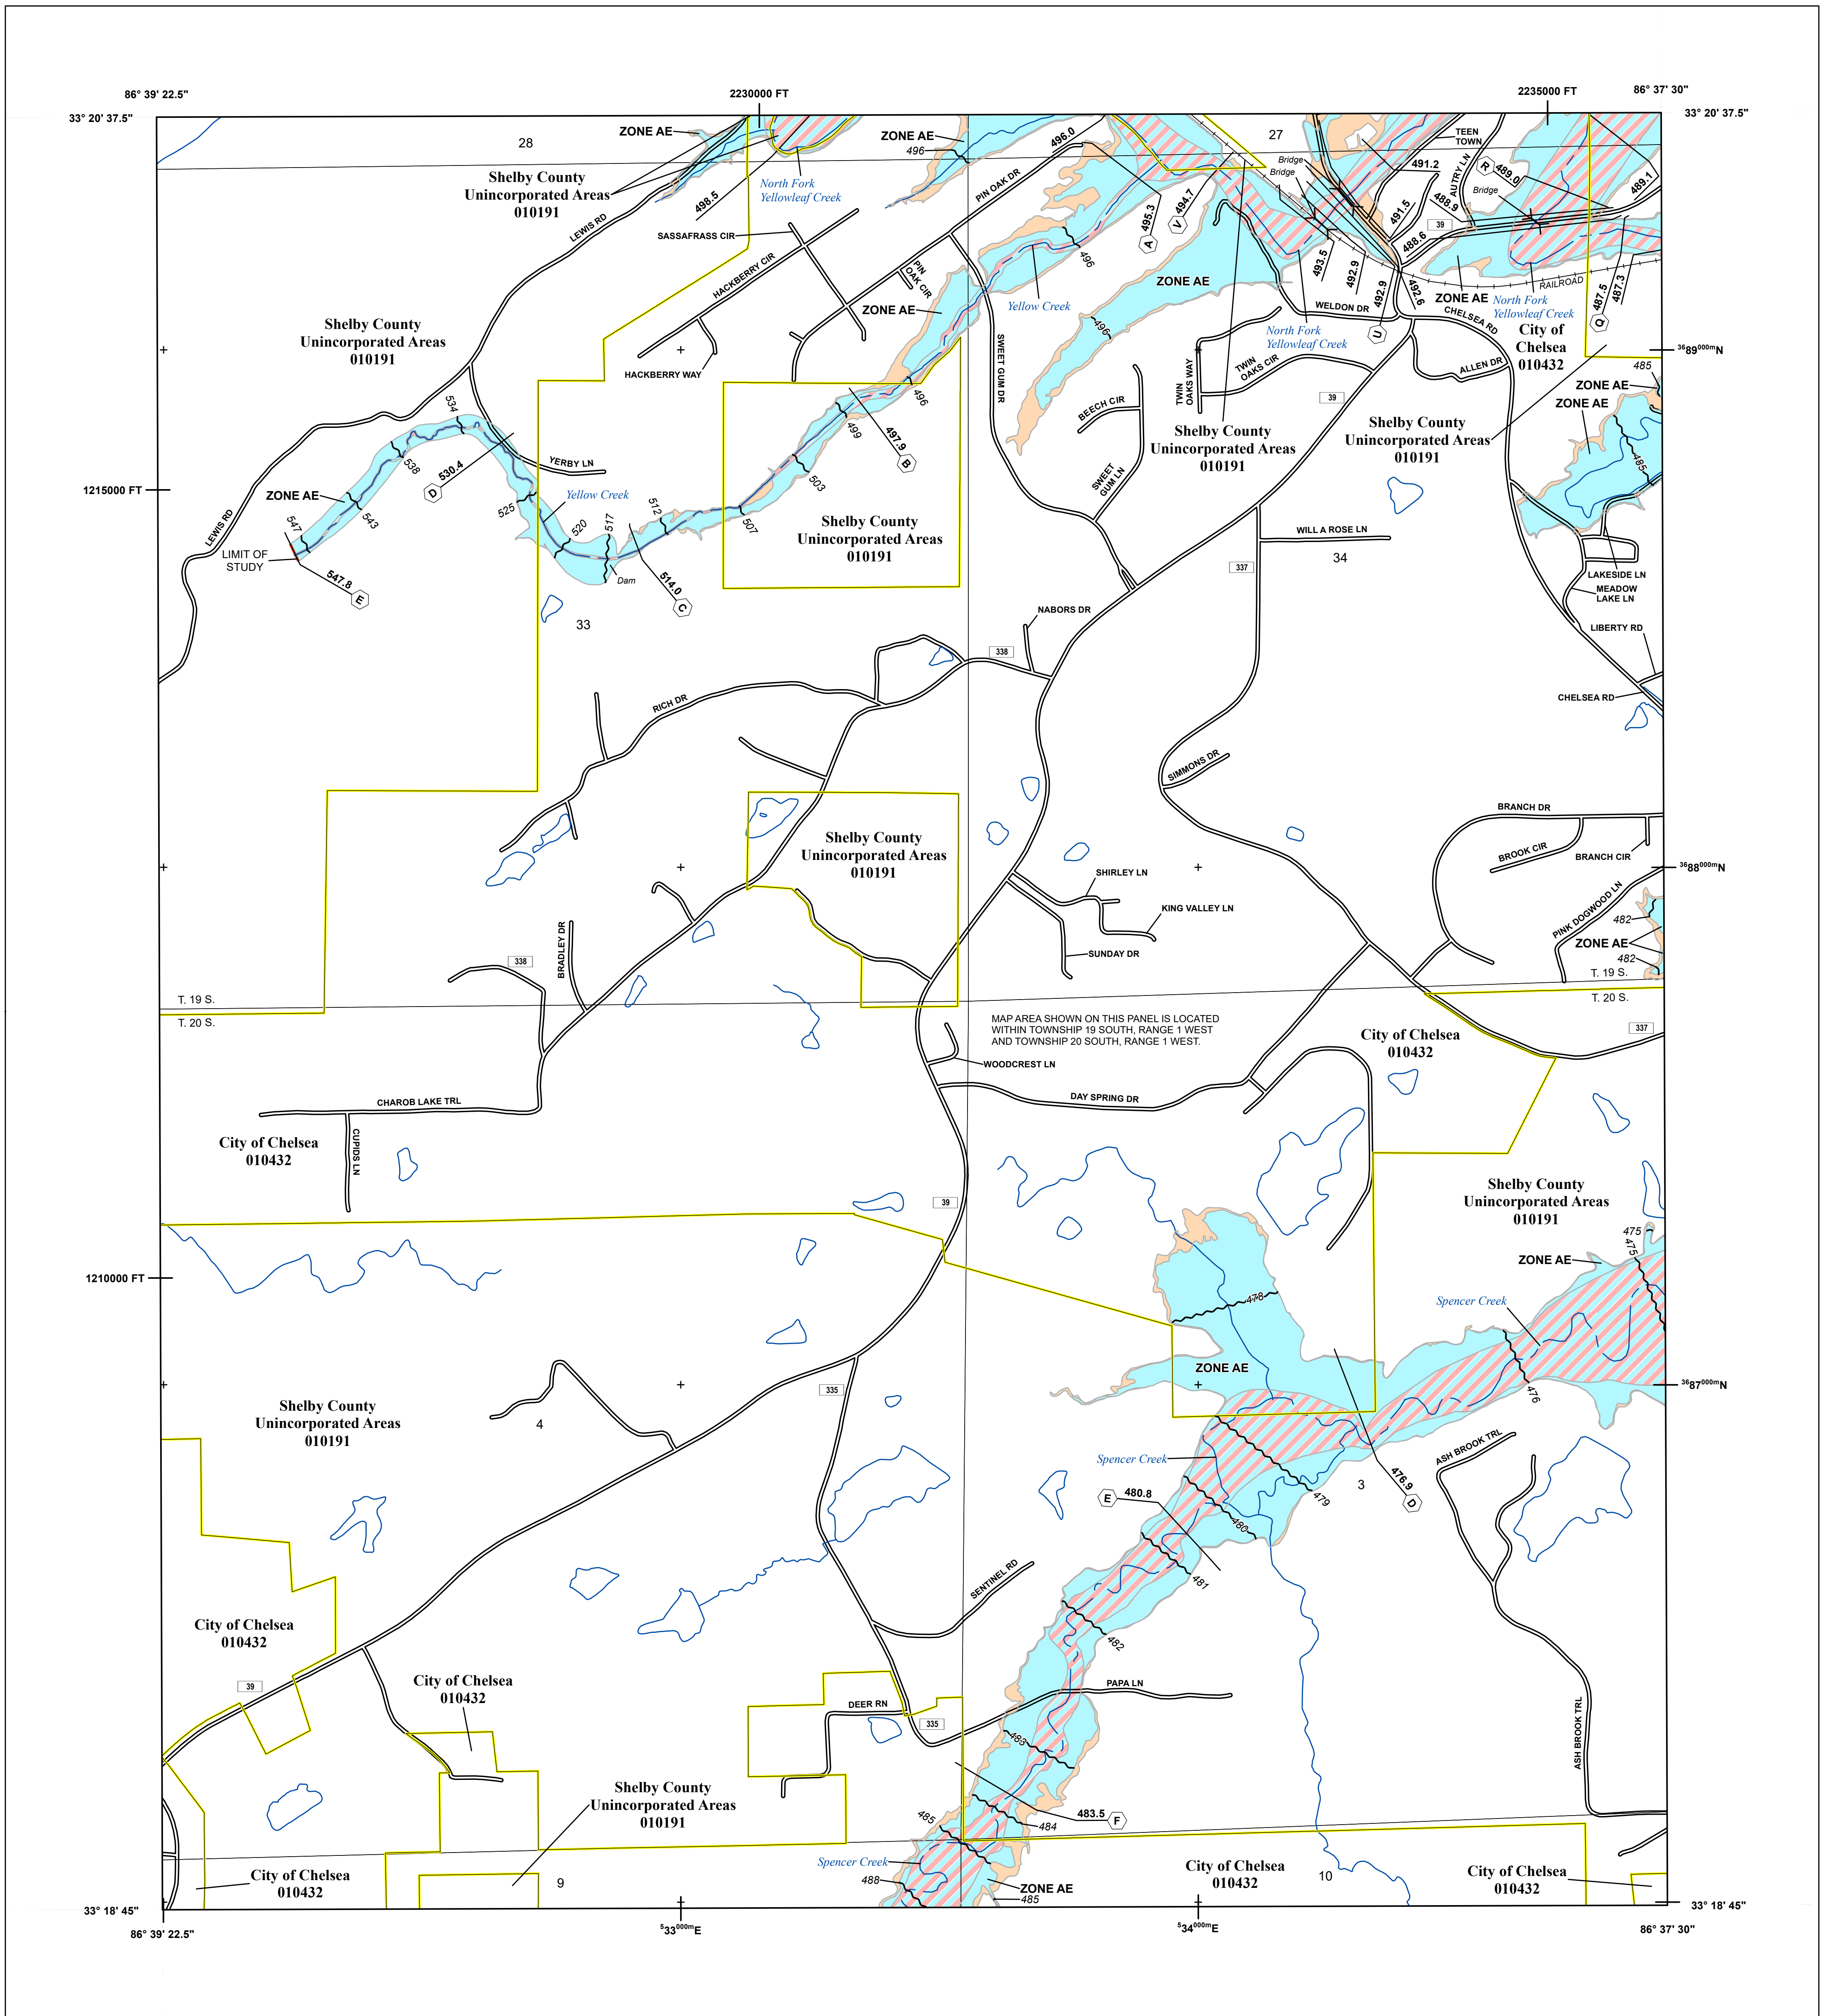 86° 39' 22.5"
2230000 FT
2235000 FT
86° 37' 30"
33° 20' 37.5"
33° 20' 37.5"
28
ZONE AE
ZONE AE
496
496.0
27
TEEN
TOWN
Bridge
Bridge
491.2
AUTRY LN
R
489.0
Bridge
489.1
Shelby County
Unincorporated Areas
010191
North Fork
Yellowleaf Creek
498.5
PIN OAK DR
495.3
A
494.7
V
491.5
488.9
39
488.6
LEWIS RD
SASSAFRASS CIR
HACKBERRY CIR
PIN
OAK CIR
496
ZONE AE
493.5
492.9
492.9
U
492.6
ZONE AE
RAILROAD
North Fork
Yellowleaf Creek
487.5
Q
487.3
ZONE AE
Yellow Creek
WELDON DR
CHELSEA RD
North Fork
Yellowleaf Creek
City of
Chelsea
010432
Shelby County
Unincorporated Areas
010191
496
HACKBERRY WAY
SWEET GUM DR
TWIN
OAKS WAY
TWIN
OAKS CIR
ALLEN DR
3689000mN
485
ZONE AE
ZONE AE
39
BEECH CIR
496
499
497.9
B
534
538
530.4
D
YERBY LN
Shelby County
Unincorporated Areas
010191
Shelby County
Unincorporated Areas
010191
485
SWEET
GUM LN
503
1215000 FT
ZONE AE
547
543
525
Yellow Creek
520
517
512
507
LEWIS RD
LIMIT OF
STUDY
547.8
E
Dam
514.0
C
Shelby County
Unincorporated Areas
010191
WILL A ROSE LN
337
34
LAKESIDE LN
MEADOW
LAKE LN
33
NABORS DR
LIBERTY RD
338
CHELSEA RD
RICH DR
SIMMONS DR
BRANCH DR
Shelby County
Unincorporated Areas
010191
BROOK CIR
BRANCH CIR
3688000mN
SHIRLEY LN
KING VALLEY LN
PINK DOGWOOD LN
482
ZONE AE
482
BRADLEY DR
338
SUNDAY DR
T. 19 S.
T. 20 S.
T. 19 S.
T. 20 S.
MAP AREA SHOWN ON THIS PANEL IS LOCATED
WITHIN TOWNSHIP 19 SOUTH, RANGE 1 WEST
AND TOWNSHIP 20 SOUTH, RANGE 1 WEST.
City of Chelsea
010432
337
WOODCREST LN
CHAROB LAKE TRL
DAY SPRING DR
City of Chelsea
010432
CUPIDS LN
39
Shelby County
Unincorporated Areas
010191
475
475
ZONE AE
1210000 FT
478
Spencer Creek
ZONE AE
3687000mN
335
476
Shelby County
Unincorporated Areas
010191
4
Spencer Creek
ASH BROOK TRL
E
480.8
479
480
3
476.9
D
481
SENTINEL RD
City of Chelsea
010432
482
City of Chelsea
010432
39
PAPA LN
DEER RN
335
483
ASH BROOK TRL
Shelby County
Unincorporated Areas
010191
485
484
483.5
F
Spencer Creek
488
City of Chelsea
010432
9
ZONE AE
485
City of Chelsea
010432
10
City of Chelsea
010432
33° 18' 45"
33° 18' 45"
86° 39' 22.5"
533000mE
534000mE
86° 37' 30"